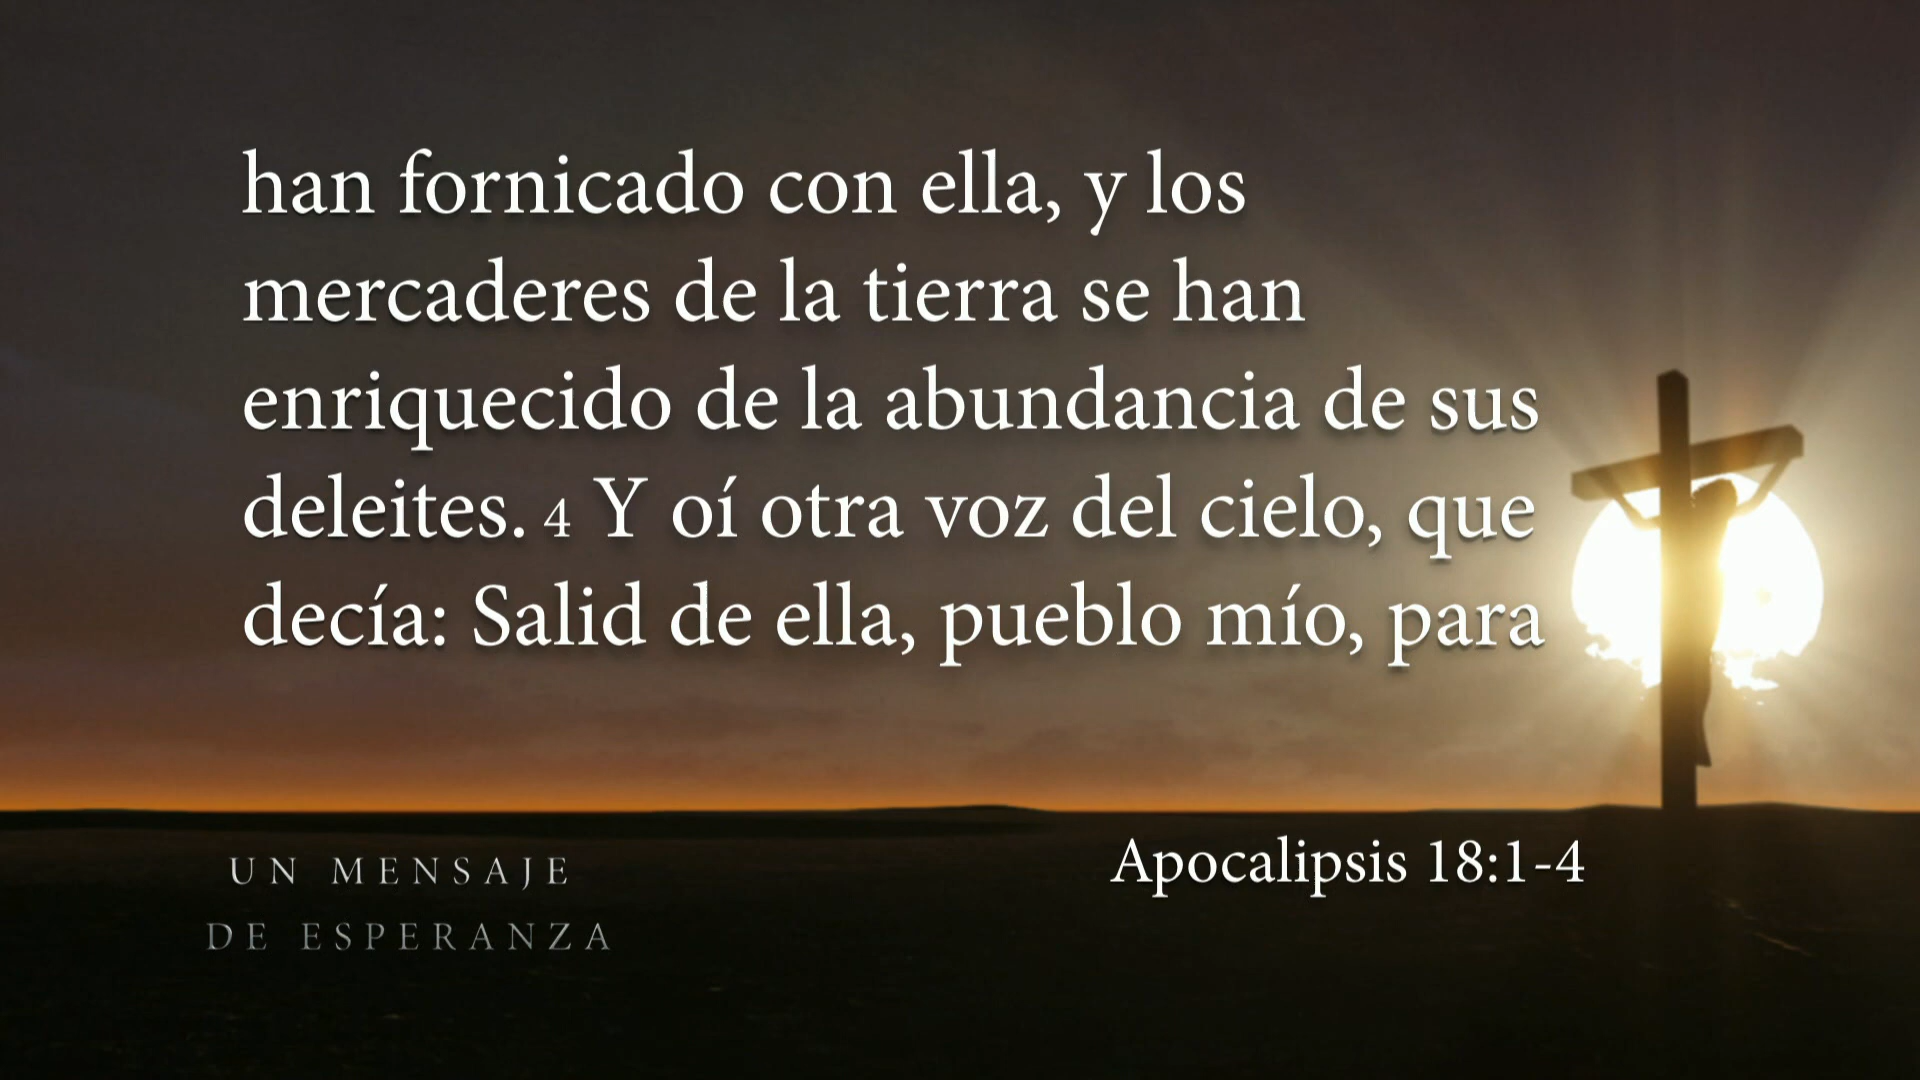 han fornicado con ella, y los
mercaderes de la tierra se han
enriquecido de la abundancia de sus
deleites. 4 Y oí otra voz del cielo, que
decía: Salid de ella, pueblo mío, para
Apocalipsis 18:1-4
UN MENSAJE
DE ESPERANZA